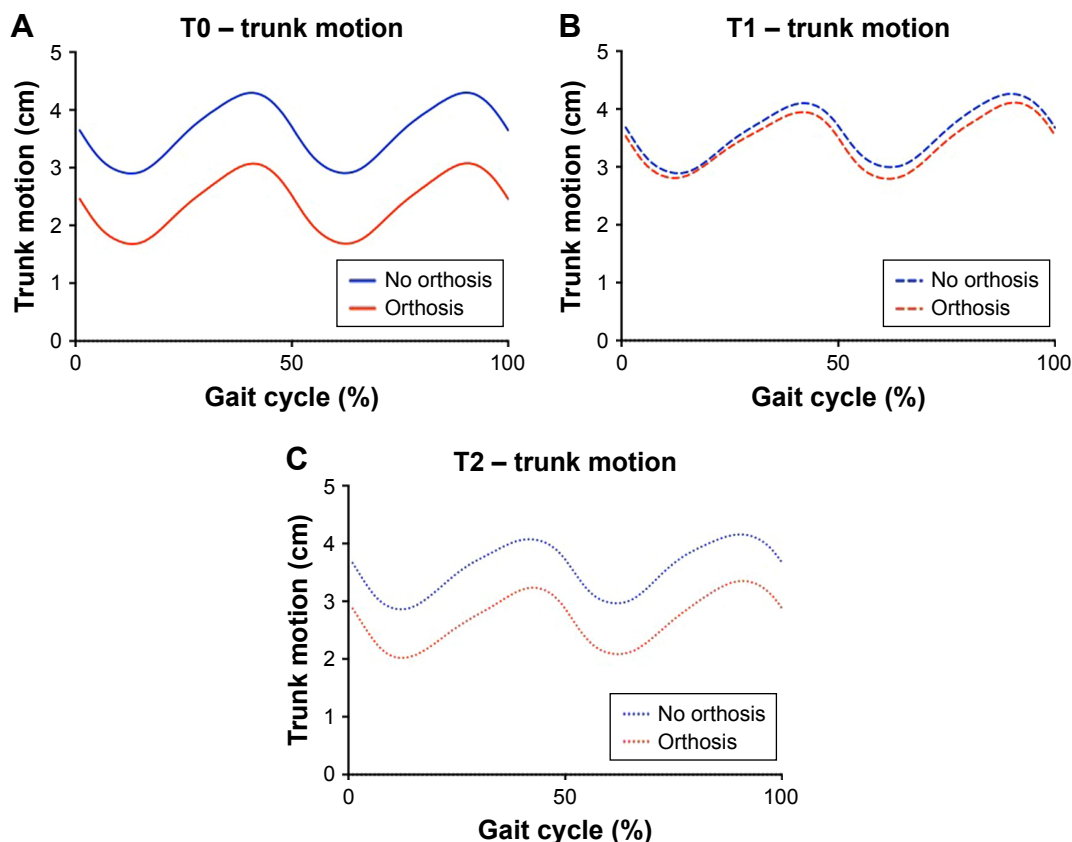 A
T0 – trunk motion
Trunk motion (cm)
5
4
3
2
1
0
No orthosis
Orthosis
0
50
100
Gait cycle (%)
B
T1 – trunk motion
Trunk motion (cm)
5
4
3
2
1
0
No orthosis
Orthosis
0
50
100
Gait cycle (%)
C
T2 – trunk motion
Trunk motion (cm)
5
4
3
2
1
0
No orthosis
Orthosis
0
50
100
Gait cycle (%)